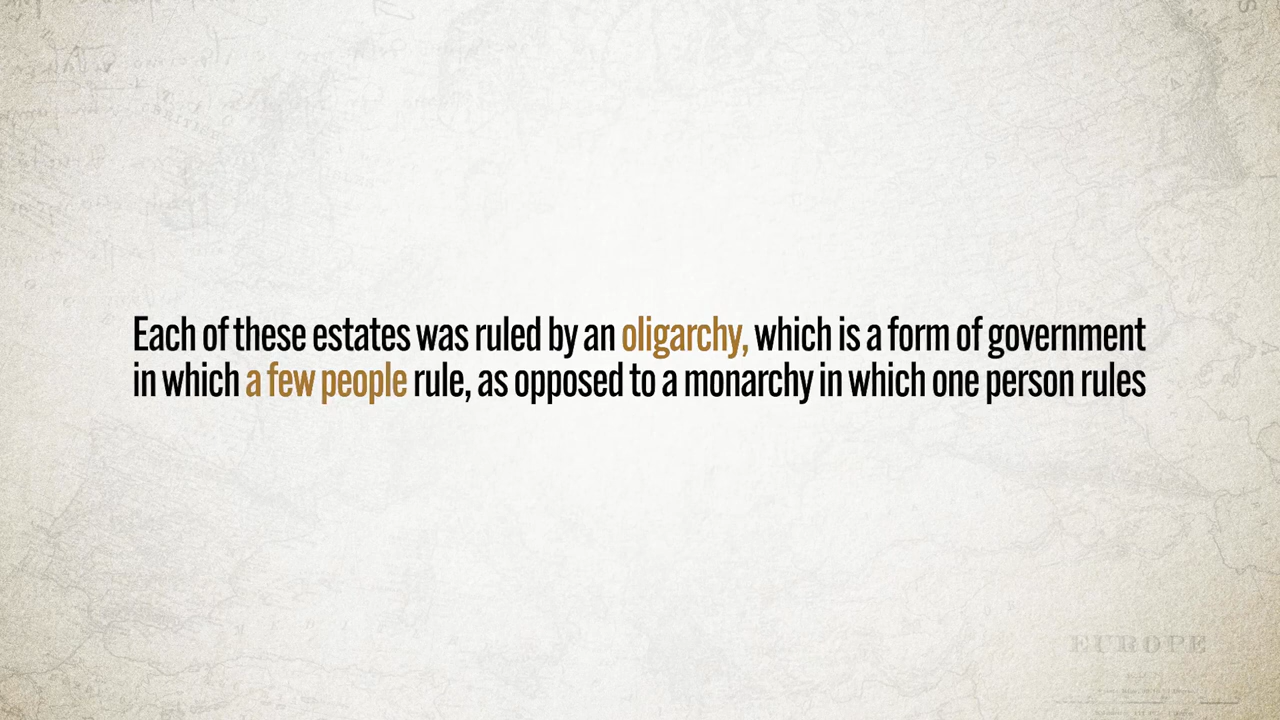 Each of these estates was ruled by an oligarchy, which is a form of government
in which a few people rule, as opposed to a monarchy in which one person rules
EUROPE